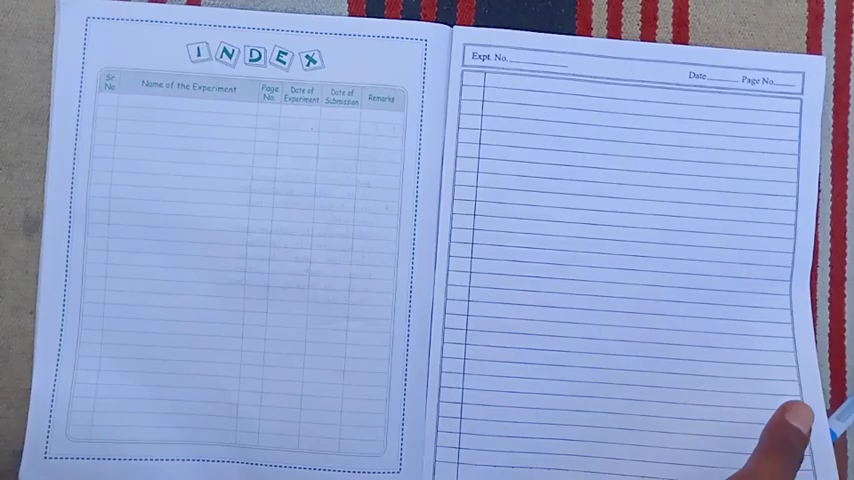 INDEX
Sr. No. Name of the Experiment Page No. Date of Experiment Date of Submission Remarks
Expt. No.
Date Page No.